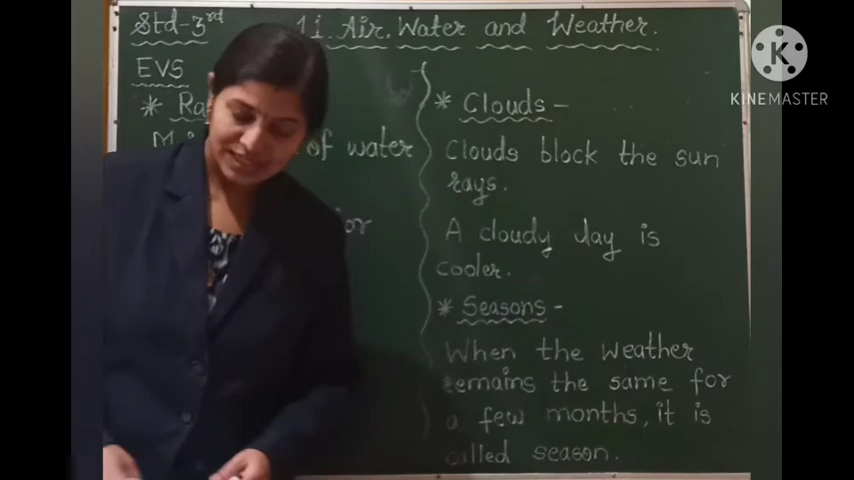 Std-3rd
11. Air, Water and Weather.
EVS
of water
* Clouds -
Clouds block the sun
rays.
A cloudy day is
cooler.
* Seasons -
When the weather
remains the same for
a few months, it is
called season.
KINEMASTER